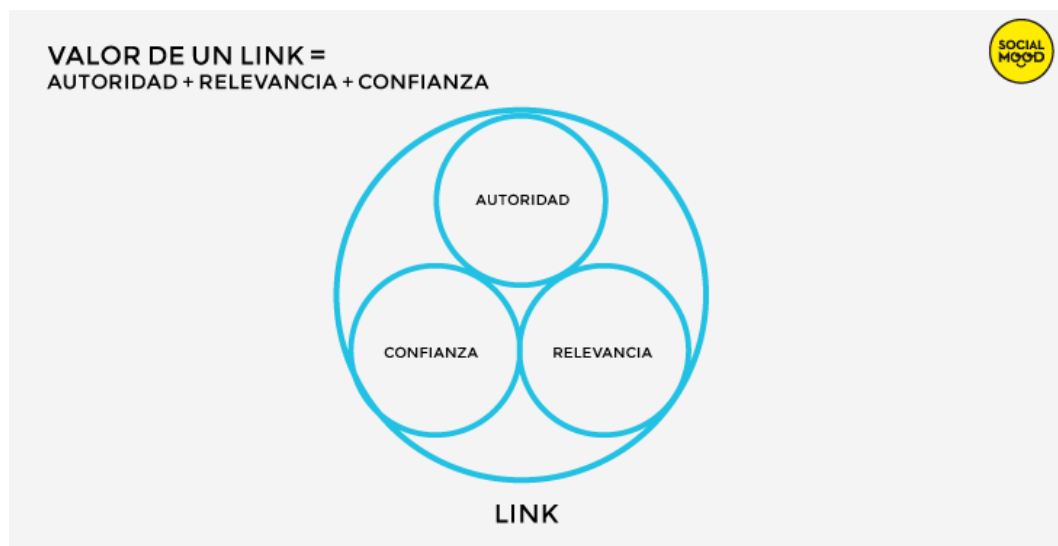 VALOR DE UN LINK =
AUTORIDAD + RELEVANCIA + CONFIANZA
SOCIAL
MOOD
AUTORIDAD
CONFIANZA
RELEVANCIA
LINK